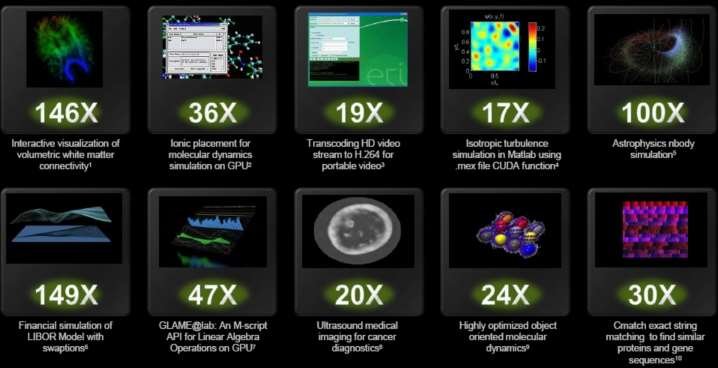 146X
36X
19X
17X
100X
Interactive visualization of
volumetric white matter
connectivity¹
Ionic placement for
molecular dynamics
simulation on GPU²
Transcoding HD video
stream to H.264 for
portable video³
Isotropic turbulence
simulation in Matlab using
.mex file CUDA function⁴
Astrophysics nbody
simulation⁵
149X
47X
20X
24X
30X
Financial simulation of
LIBOR Model with
swaptions⁶
GLAME@lab: An M-script
API for Linear Algebra
Operations on GPU⁷
Ultrasound medical
imaging for cancer
diagnostics⁸
Highly optimized object
oriented molecular
dynamics⁹
Cmatch exact string
matching to find similar
proteins and gene
sequences¹⁰